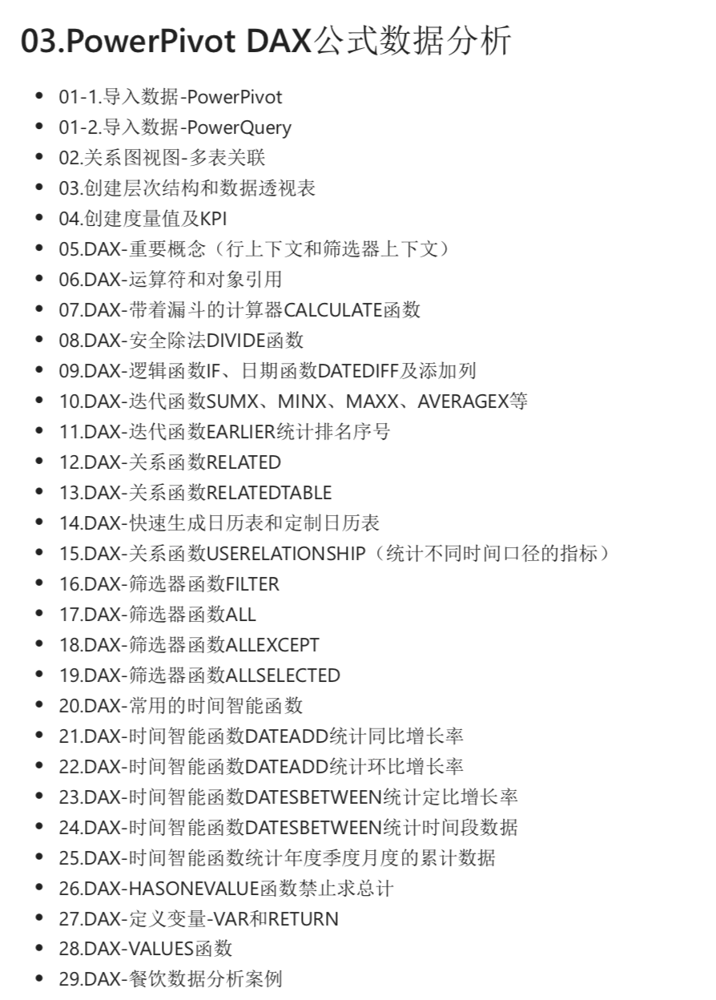 03.PowerPivot DAX公式数据分析
01-1.导入数据-PowerPivot
01-2.导入数据-PowerQuery
02.关系图视图-多表关联
03.创建层次结构和数据透视表
04.创建度量值及KPI
05.DAX-重要概念（行上下文和筛选器上下文）
06.DAX-运算符和对象引用
07.DAX-带着漏斗的计算器CALCULATE函数
08.DAX-安全除法DIVIDE函数
09.DAX-逻辑函数IF、日期函数DATEDIFF及添加列
10.DAX-迭代函数SUMX、MINX、MAXX、AVERAGEX等
11.DAX-迭代函数EARLIER统计排名序号
12.DAX-关系函数RELATED
13.DAX-关系函数RELATEDTABLE
14.DAX-快速生成日历表和定制日历表
15.DAX-关系函数USERELATIONSHIP（统计不同时间口径的指标）
16.DAX-筛选器函数FILTER
17.DAX-筛选器函数ALL
18.DAX-筛选器函数ALLEXCEPT
19.DAX-筛选器函数ALLSELECTED
20.DAX-常用的时间智能函数
21.DAX-时间智能函数DATEADD统计同比增长率
22.DAX-时间智能函数DATEADD统计环比增长率
23.DAX-时间智能函数DATESBETWEEN统计定比增长率
24.DAX-时间智能函数DATESBETWEEN统计时间段数据
25.DAX-时间智能函数统计年度季度月度的累计数据
26.DAX-HASONEVALUE函数禁止求总计
27.DAX-定义变量-VAR和RETURN
28.DAX-VALUES函数
29.DAX-餐饮数据分析案例